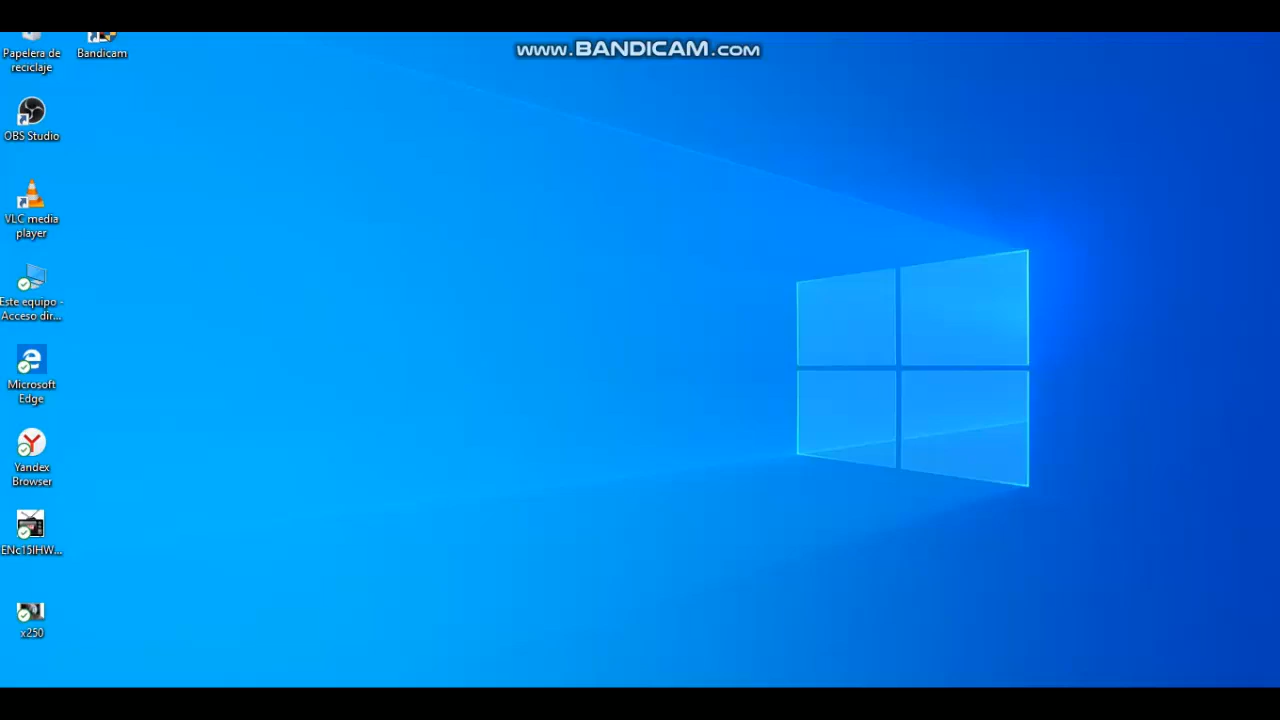 Papelera de
reciclaje
Bandicam
www.BANDICAM.com
OBS Studio
VLC media
player
Este equipo -
Acceso dir...
Microsoft
Edge
Yandex
Browser
ENc15IHW...
x250